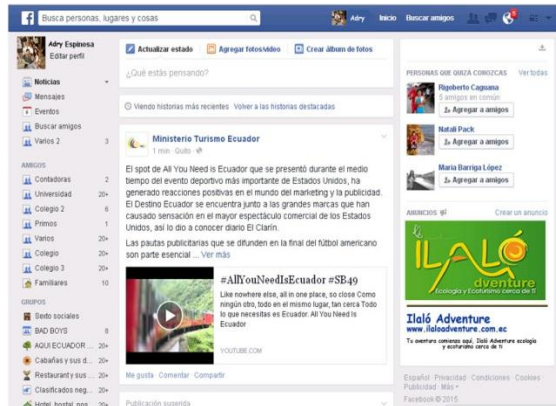 Busca personas, lugares y cosas
Adry
Inicio
Buscar amigos
Adry Espinosa
Editar perfil
Noticias
Mensajes
Eventos
Buscar amigos
Varios 2 3
AMIGOS
Contadoras 2
Universidad 20+
Colegio 2 6
Primos 1
Varios 20+
Colegio 20+
Colegio 3 20+
Familiares 10
GRUPOS
Sexto sociales
BAD BOYS 8
AQUI ECUADOR ... 20+
Cabañas y sus d... 20+
Restaurant y sus ... 20+
Clasificados neg... 20+
Hotel, hostal, pos... 20+
Actualizar estado
Agregar fotos/video
Crear álbum de fotos
¿Qué estás pensando?
Viendo historias más recientes · Volver a las historias destacadas
Ministerio Turismo Ecuador
1 min · Quito ·
El spot de All You Need is Ecuador que se presentó durante el medio
tiempo del evento deportivo más importante de Estados Unidos, ha
generado reacciones positivas en el mundo del marketing y la publicidad.
El Destino Ecuador se encuentra junto a las grandes marcas que han
causado sensación en el mayor espectáculo comercial de los Estados
Unidos, así lo dio a conocer diario El Clarín.
Las pautas publicitarias que se difunden en la final del fútbol americano
son parte esencial ... Ver más
#AllYouNeedIsEcuador #SB49
Like nowhere else, all in one place, so close Como
ningún otro, todo en el mismo lugar, tan cerca Todo
lo que necesitas es Ecuador. All You Need Is
Ecuador
YOUTUBE.COM
Me gusta · Comentar · Compartir
Publicación sugerida
PERSONAS QUE QUIZÁ CONOZCAS Ver todas
Rigoberto Caguana
5 amigos en común
Agregar a amigos
Natali Pack
Agregar a amigos
María Barriga López
Agregar a amigos
ANUNCIOS Crear un anuncio
ILALÓ
dventure
Ecología y Ecoturismo cerca de ti
Ilaló Adventure
www.ilaloadventure.com.ec
Tu aventura comienza aquí, Ilaló Adventure ecología
y ecoturismo cerca de ti
Español · Privacidad · Condiciones · Cookies ·
Publicidad · Más
Facebook © 2015